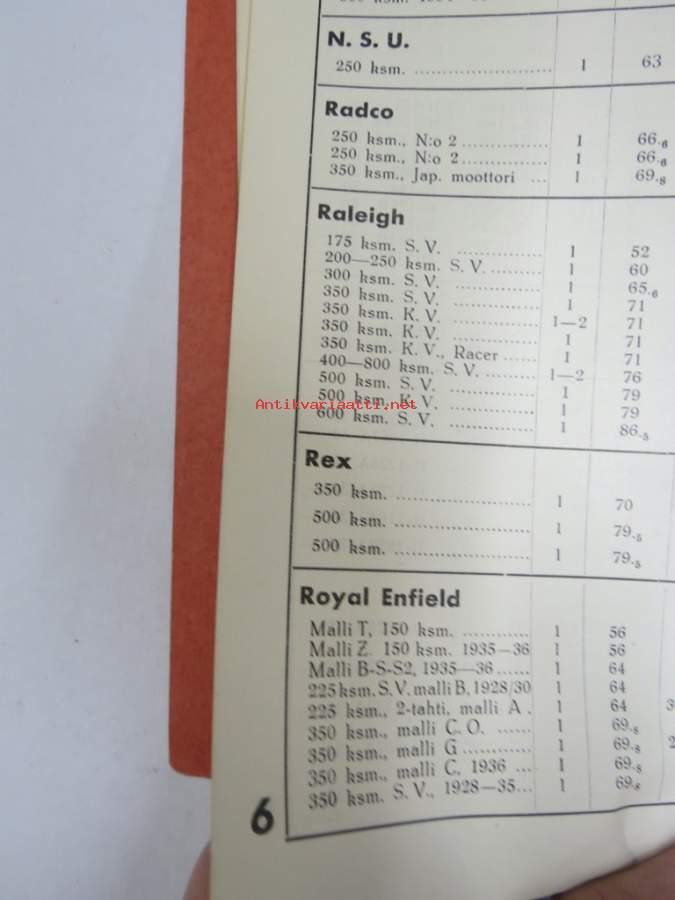 N. S. U.
250 ksm. ........................ 1 63
Radco
250 ksm., N:o 2 ............... 1 66.6
250 ksm., N:o 2 ............... 1 66.6
350 ksm., Jap. moottori ... 1 69.8
Raleigh
175 ksm. S. V. ............... 1 52
200—250 ksm. S. V. ......... 1 60
300 ksm. S. V. ............... 1 65.6
350 ksm. S. V. ............... 1 71
350 ksm. K. V. ............... 1—2 71
350 ksm. K. V. ............... 1 71
350 ksm. K. V., Racer ...... 1 71
400—800 ksm. S. V. ......... 1—2 76
500 ksm. S. V. ............... 1 79
500 ksm. K. V. ............... 1 79
Antikvariaatti.net
600 ksm. S. V. ............... 1 86.5
Rex
350 ksm. ........................ 1 70
500 ksm. ........................ 1 79.5
500 ksm. ........................ 1 79.5
Royal Enfield
Malli T, 150 ksm. ............ 1 56
Malli Z 150 ksm. 1935—36 1 56
Malli B-S-S2, 1935—36 ...... 1 64
225 ksm. S. V. malli B, 1928/30 1 64
225 ksm., 2-tahti, malli A . 1 64
350 ksm., malli C. O. ...... 1 69.8
350 ksm., malli G ............ 1 69.8
350 ksm., malli C, 1936 ... 1 69.8
350 ksm. S. V., 1928—35 ... 1 69.8
6